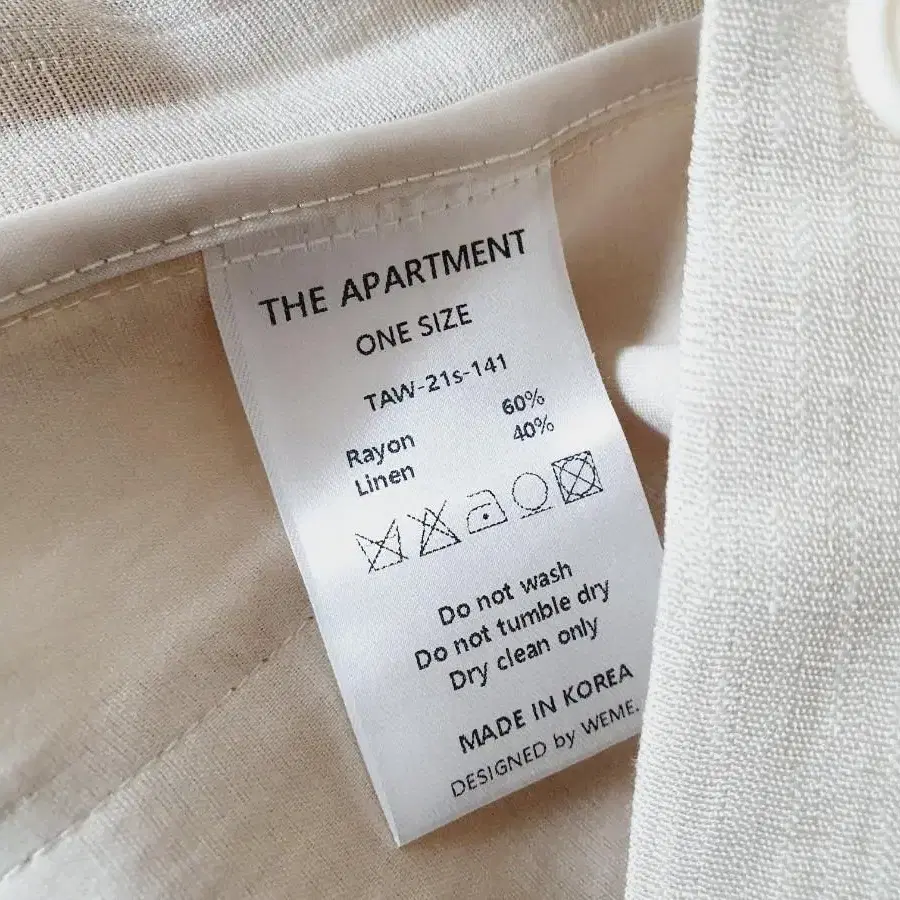 THE APARTMENT
ONE SIZE
TAW-21s-141
Rayon 60%
Linen 40%
Do not wash
Do not tumble dry
Dry clean only
MADE IN KOREA
DESIGNED by WEME.